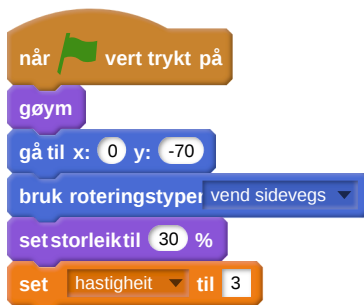 når vert trykt på
gøym
gå til x: 0 y: -70
bruk roteringstypen vend sidevegs
set storleik til 30 %
set hastigheit til 3